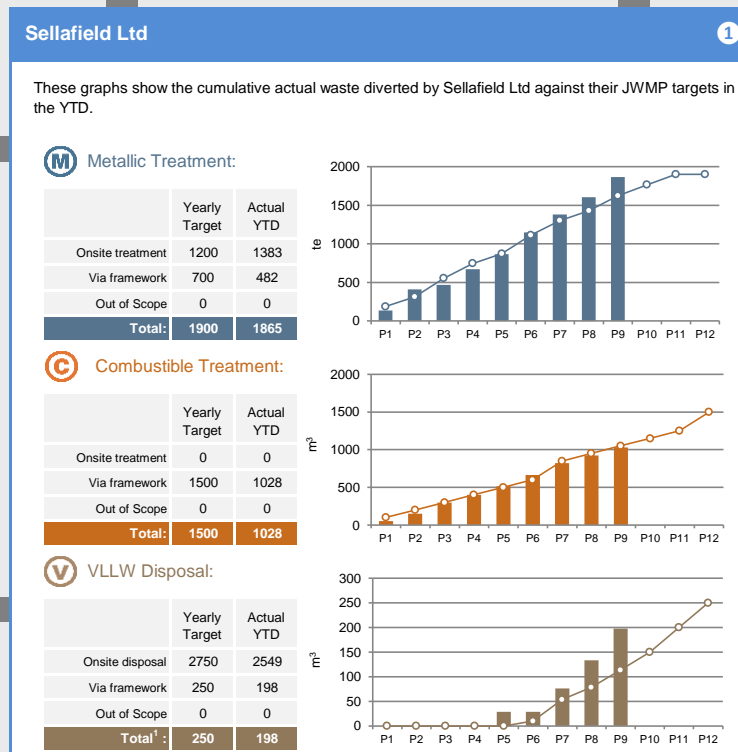 Sellafield Ltd
1
These graphs show the cumulative actual waste diverted by Sellafield Ltd against their JWMP targets in
the YTD.
M Metallic Treatment:
Yearly Target Actual YTD
Onsite treatment 1200 1383
Via framework 700 482
Out of Scope 0 0
Total: 1900 1865
2000
1500
1000
500
0
te
P1 P2 P3 P4 P5 P6 P7 P8 P9 P10 P11 P12
C Combustible Treatment:
Yearly Target Actual YTD
Onsite treatment 0 0
Via framework 1500 1028
Out of Scope 0 0
Total: 1500 1028
2000
1500
1000
500
0
m³
P1 P2 P3 P4 P5 P6 P7 P8 P9 P10 P11 P12
V VLLW Disposal:
Yearly Target Actual YTD
Onsite disposal 2750 2549
Via framework 250 198
Out of Scope 0 0
Total¹ : 250 198
300
250
200
150
100
50
0
m³
P1 P2 P3 P4 P5 P6 P7 P8 P9 P10 P11 P12